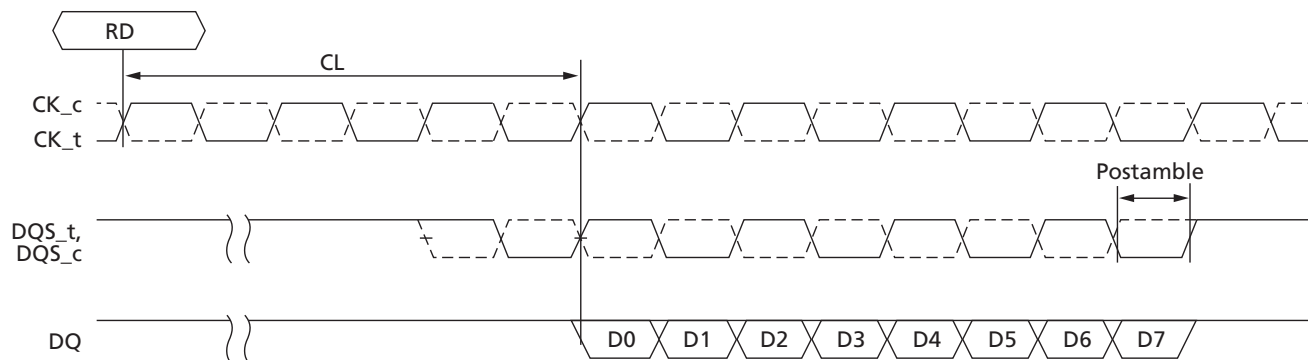 RD
CL
CK_c
CK_t
Postamble
DQS_t,
DQS_c
DQ
D0 D1 D2 D3 D4 D5 D6 D7